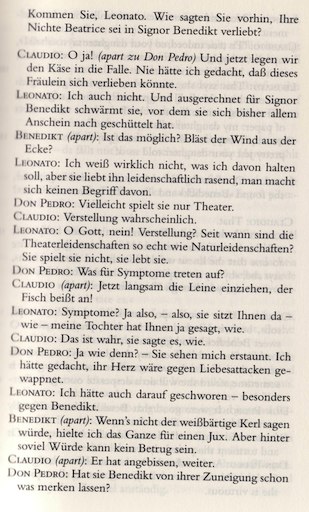 Kommen Sie, Leonato. Wie sagten Sie vorhin, Ihre
Nichte Beatrice sei in Signor Benedikt verliebt?
CLAUDIO: O ja! (apart zu Don Pedro) Und jetzt legen wir
den Käse in die Falle. Nie hätte ich gedacht, daß dieses
Fräulein sich verlieben könnte.
LEONATO: Ich auch nicht. Und ausgerechnet für Signor
Benedikt schwärmt sie, vor dem sie sich bisher allem
Anschein nach geschüttelt hat.
BENEDIKT (apart): Ist das möglich? Bläst der Wind aus der
Ecke?
LEONATO: Ich weiß wirklich nicht, was ich davon halten
soll, aber sie liebt ihn leidenschaftlich rasend, man macht
sich keinen Begriff davon.
DON PEDRO: Vielleicht spielt sie nur Theater.
CLAUDIO: Verstellung wahrscheinlich.
LEONATO: O Gott, nein! Verstellung? Seit wann sind die
Theaterleidenschaften so echt wie Naturleidenschaften?
Sie spielt sie nicht, sie lebt sie.
DON PEDRO: Was für Symptome treten auf?
CLAUDIO (apart): Jetzt langsam die Leine einziehen, der
Fisch beißt an!
LEONATO: Symptome? Ja also, – also, sie sitzt Ihnen da –
wie – meine Tochter hat Ihnen ja gesagt, wie.
CLAUDIO: Das ist wahr, sie sagte es, wie.
DON PEDRO: Ja wie denn? – Sie sehen mich erstaunt. Ich
hätte gedacht, ihr Herz wäre gegen Liebesattacken ge-
wappnet.
LEONATO: Ich hätte auch darauf geschworen – besonders
gegen Benedikt.
BENEDIKT (apart): Wenn's nicht der weißbärtige Kerl sagen
würde, hielte ich das Ganze für einen Jux. Aber hinter
soviel Würde kann kein Betrug sein.
CLAUDIO (apart): Er hat angebissen, weiter.
DON PEDRO: Hat sie Benedikt von ihrer Zuneigung schon
was merken lassen?